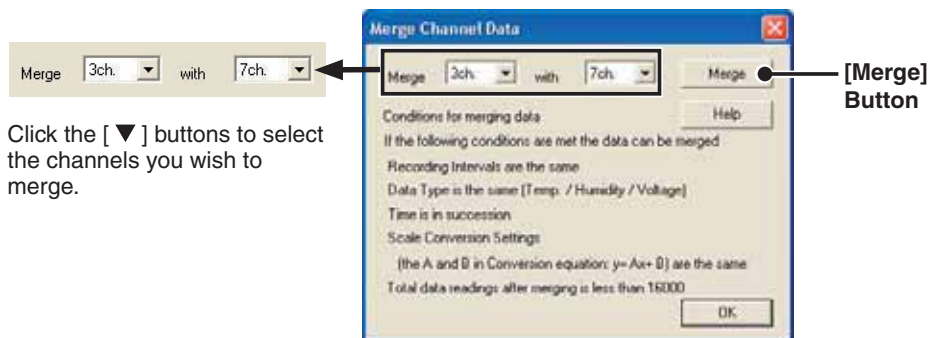 Merge 3ch. ▼ with 7ch. ▼
Click the [ ▼ ] buttons to select
the channels you wish to
merge.
Merge Channel Data
Merge 3ch. ▼ with 7ch. ▼ Merge
Help
Conditions for merging data
If the following conditions are met the data can be merged
Recording Intervals are the same
Data Type is the same (Temp. / Humidity / Voltage)
Time is in succession
Scale Conversion Settings
(the A and B in Conversion equation: y= Ax+ B) are the same
Total data readings after merging is less than 16000
OK
[Merge]
Button